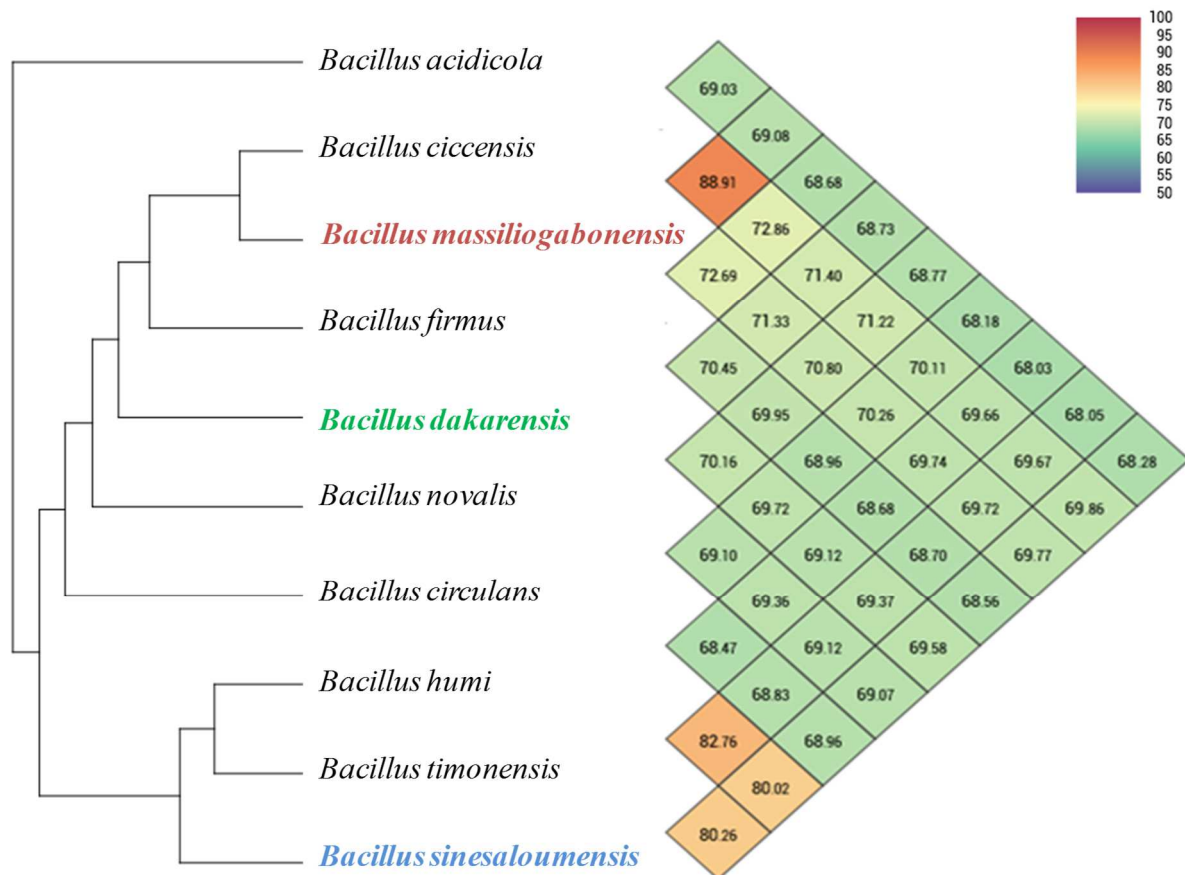 Bacillus acidicola
Bacillus ciccensis
Bacillus massiliogabonensis
Bacillus firmus
Bacillus dakarensis
Bacillus novalis
Bacillus circulans
Bacillus humi
Bacillus timonensis
Bacillus sinesaloumensis
69.03
69.08
88.91 68.68
72.86 68.73
72.69 71.40 68.77
71.33 71.22 68.18
70.45 70.80 70.11 68.03
69.95 70.26 69.66 68.05
70.16 68.96 69.74 69.67 68.28
69.72 68.68 69.72 69.86
69.10 69.12 68.70 69.77
69.36 69.37 68.56
68.47 69.12 69.58
68.83 69.07
82.76 68.96
80.02
80.26
100
95
90
85
80
75
70
65
60
55
50